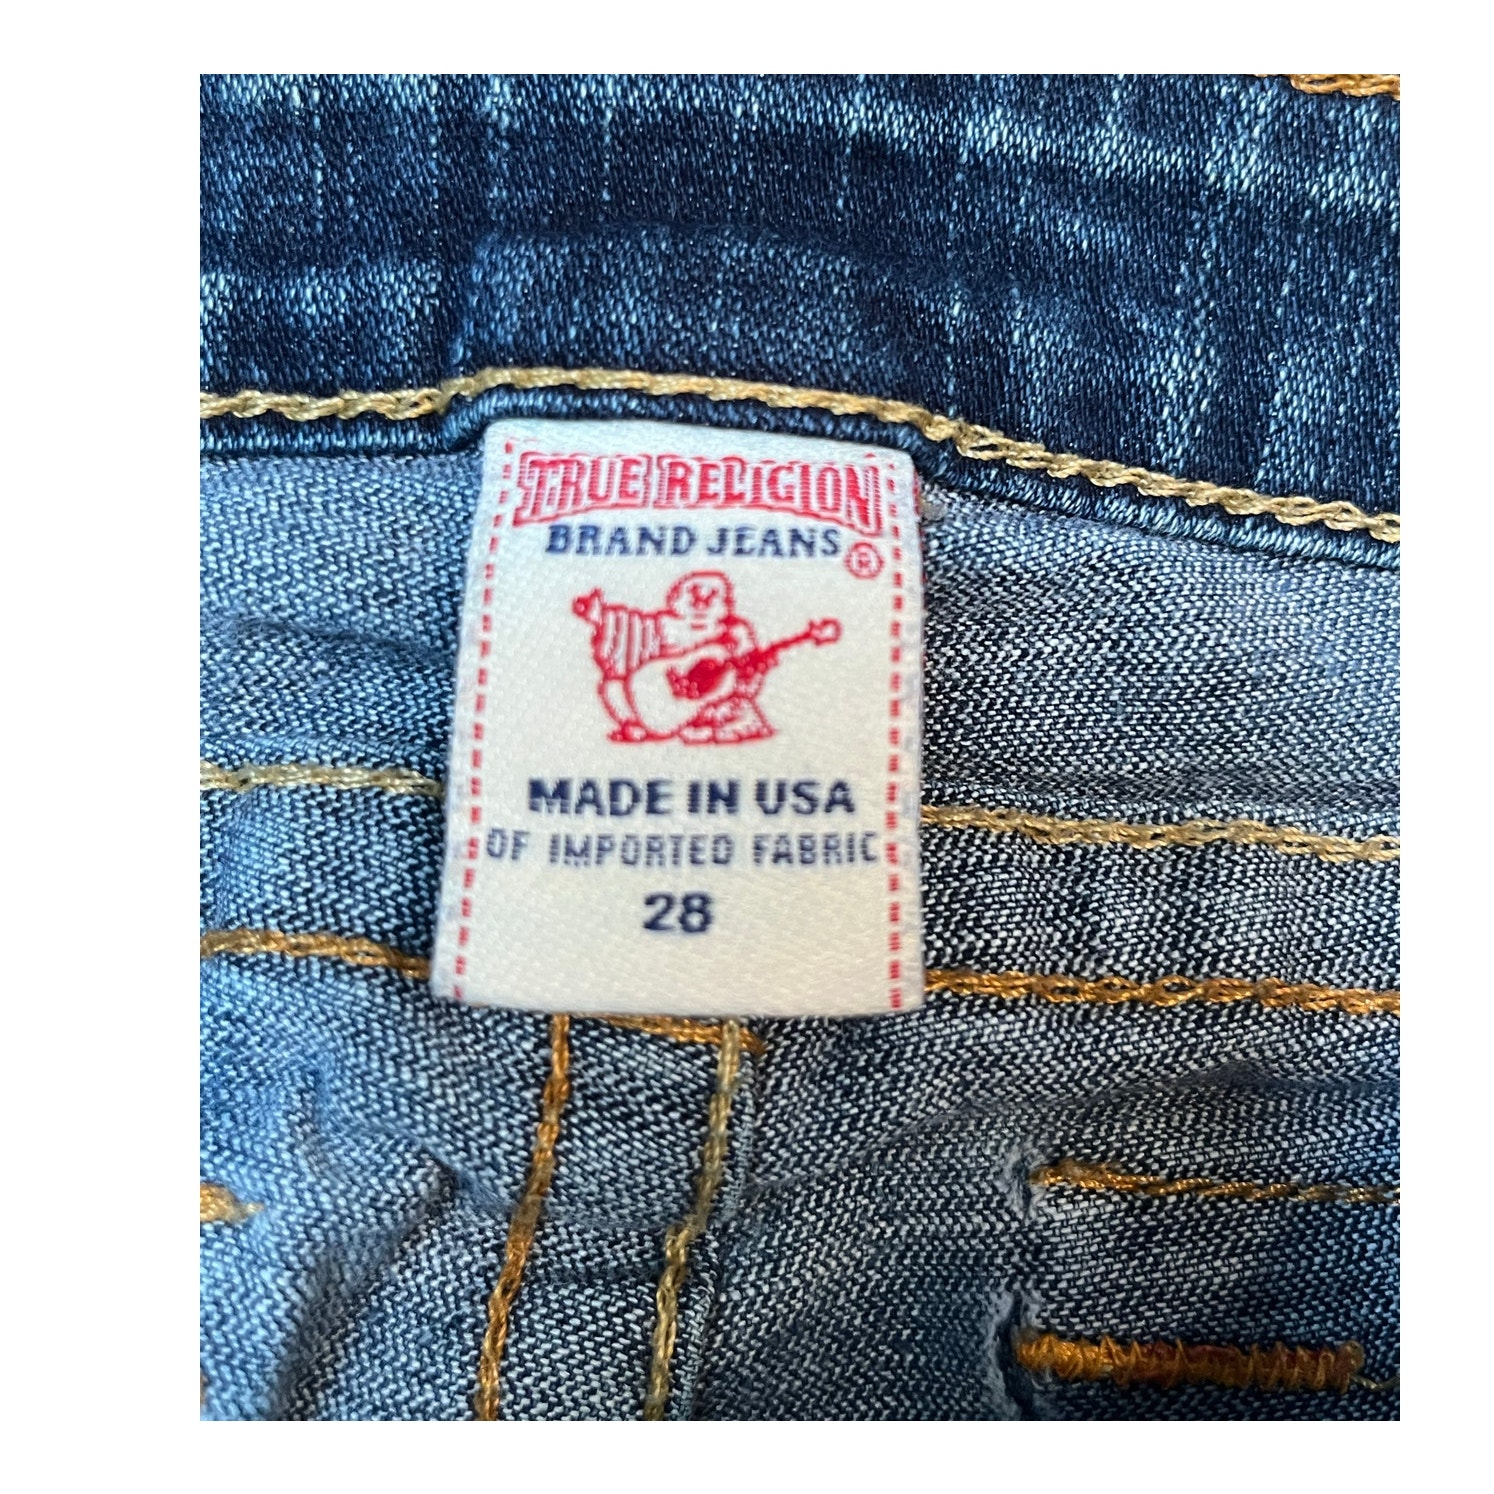 TRUE RELIGION
BRAND JEANS
®
MADE IN USA
OF IMPORTED FABRIC
28